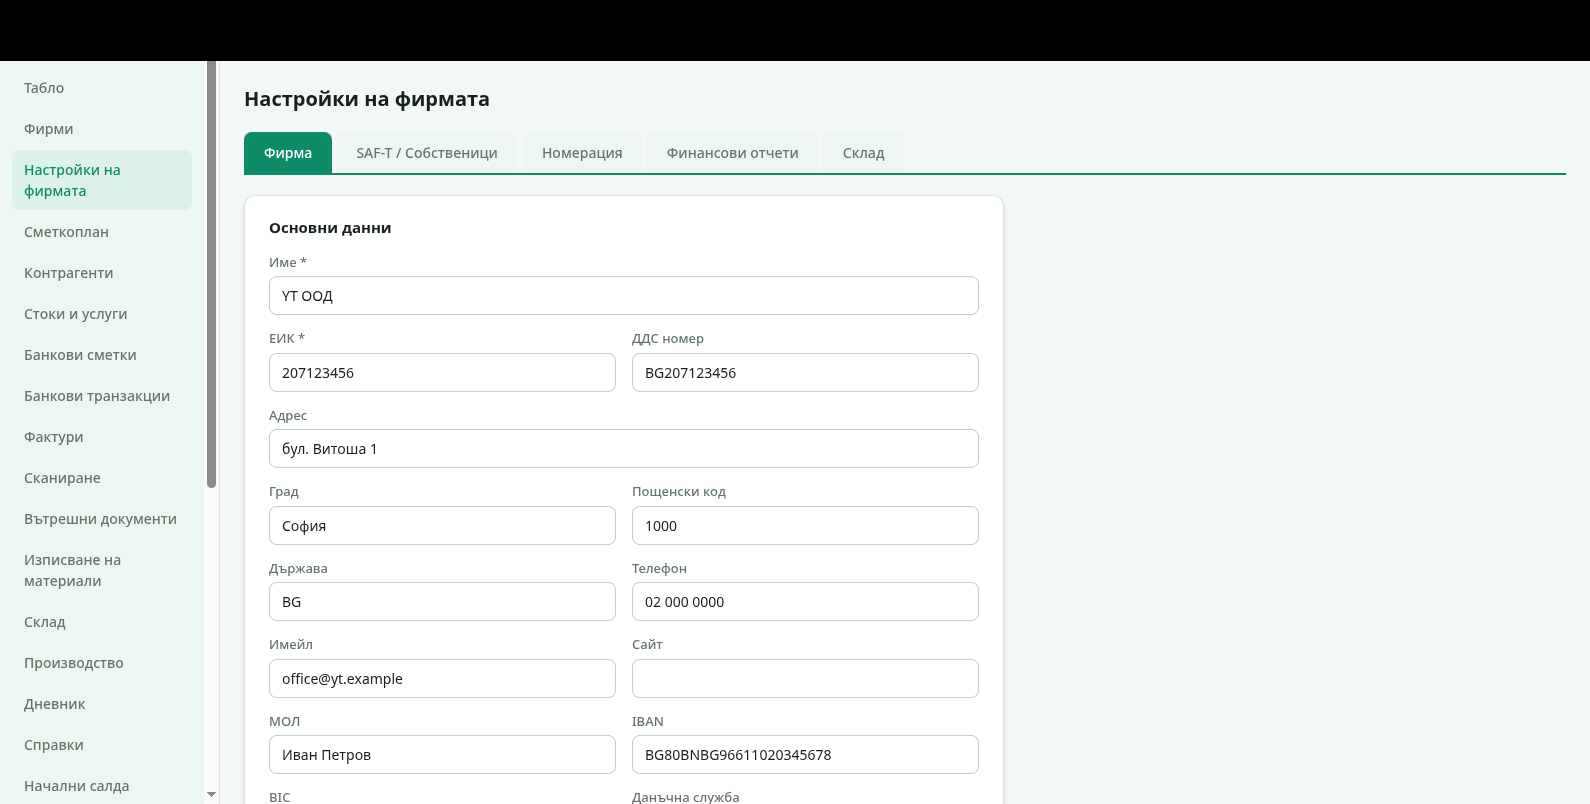 Табло
Фирми
Настройки на
фирмата
Сметкоплан
Контрагенти
Стоки и услуги
Банкови сметки
Банкови транзакции
Фактури
Сканиране
Вътрешни документи
Изписване на
материали
Склад
Производство
Дневник
Справки
Начални салда
Настройки на фирмата
Фирма SAF-T / Собственици Номерация Финансови отчети Склад
Основни данни
Име *
YT ООД
ЕИК * ДДС номер
207123456 BG207123456
Адрес
бул. Витоша 1
Град Пощенски код
София 1000
Държава Телефон
BG 02 000 0000
Имейл Сайт
office@yt.example
МОЛ IBAN
Иван Петров BG80BNBG96611020345678
BIC Данъчна служба